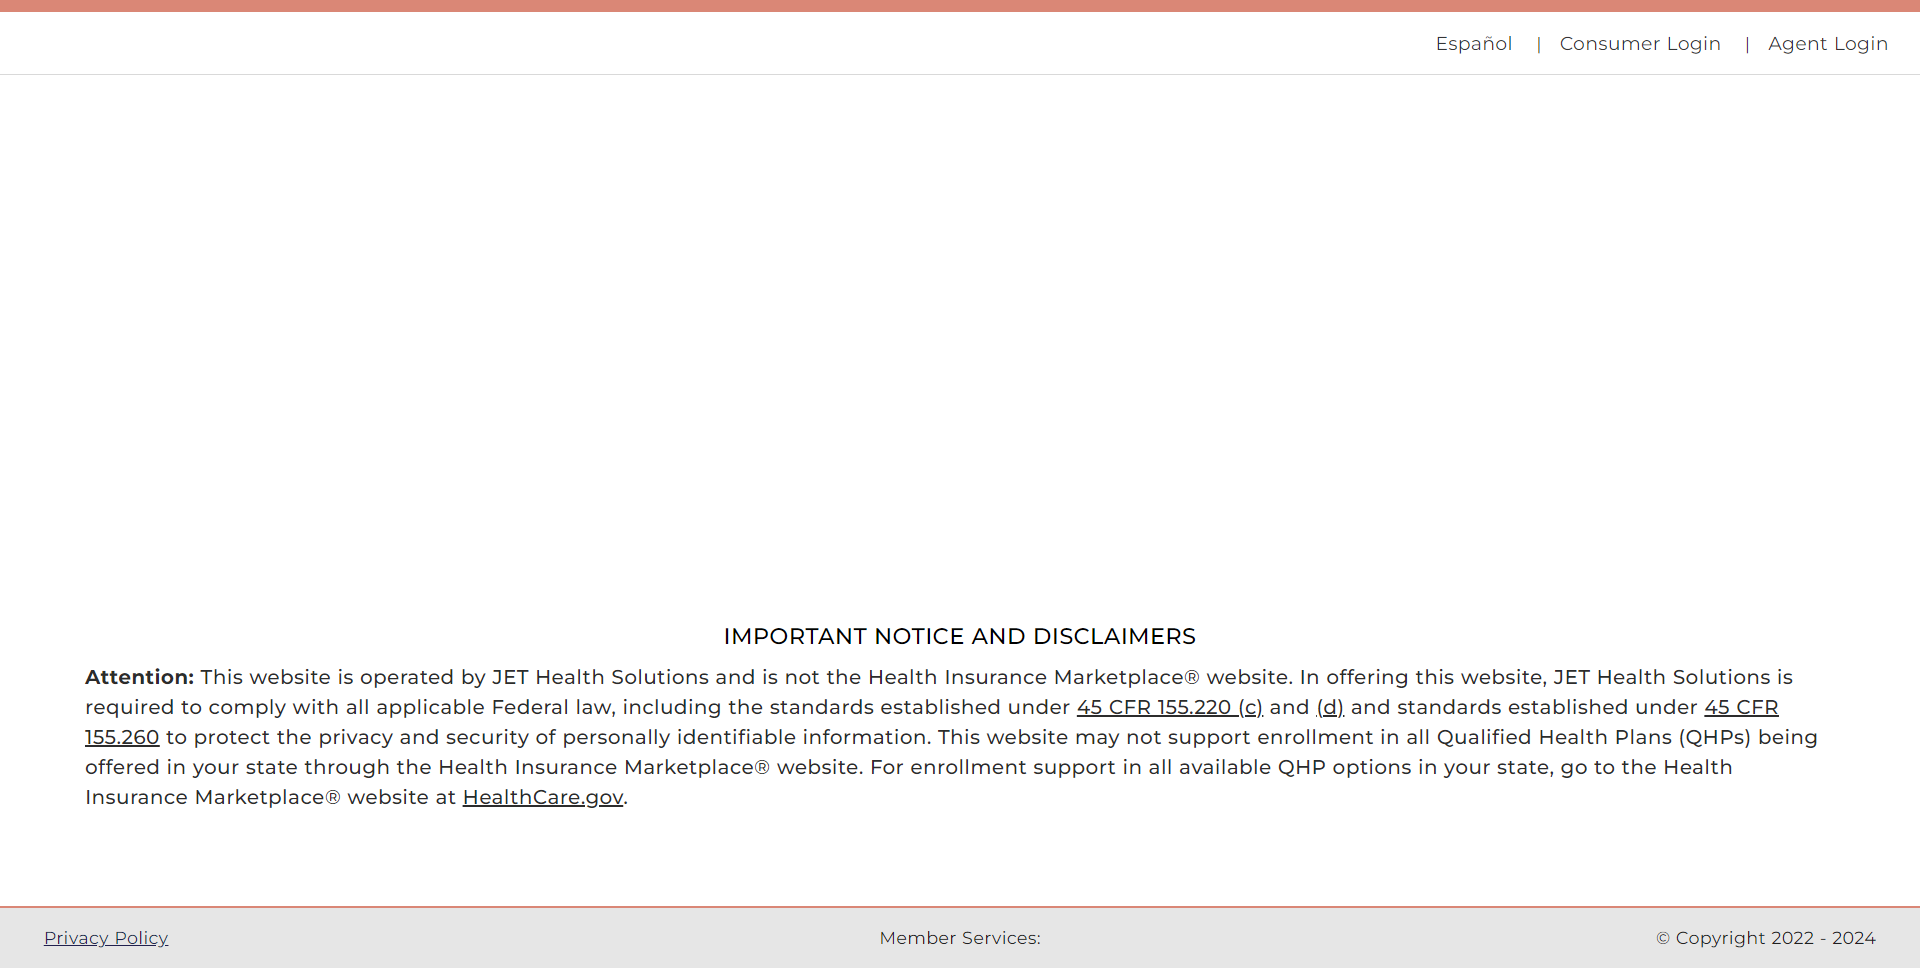 Español | Consumer Login | Agent Login
IMPORTANT NOTICE AND DISCLAIMERS
Attention: This website is operated by JET Health Solutions and is not the Health Insurance Marketplace® website. In offering this website, JET Health Solutions is
required to comply with all applicable Federal law, including the standards established under 45 CFR 155.220 (c) and (d) and standards established under 45 CFR
155.260 to protect the privacy and security of personally identifiable information. This website may not support enrollment in all Qualified Health Plans (QHPs) being
offered in your state through the Health Insurance Marketplace® website. For enrollment support in all available QHP options in your state, go to the Health
Insurance Marketplace® website at HealthCare.gov.
Privacy Policy Member Services: © Copyright 2022 - 2024